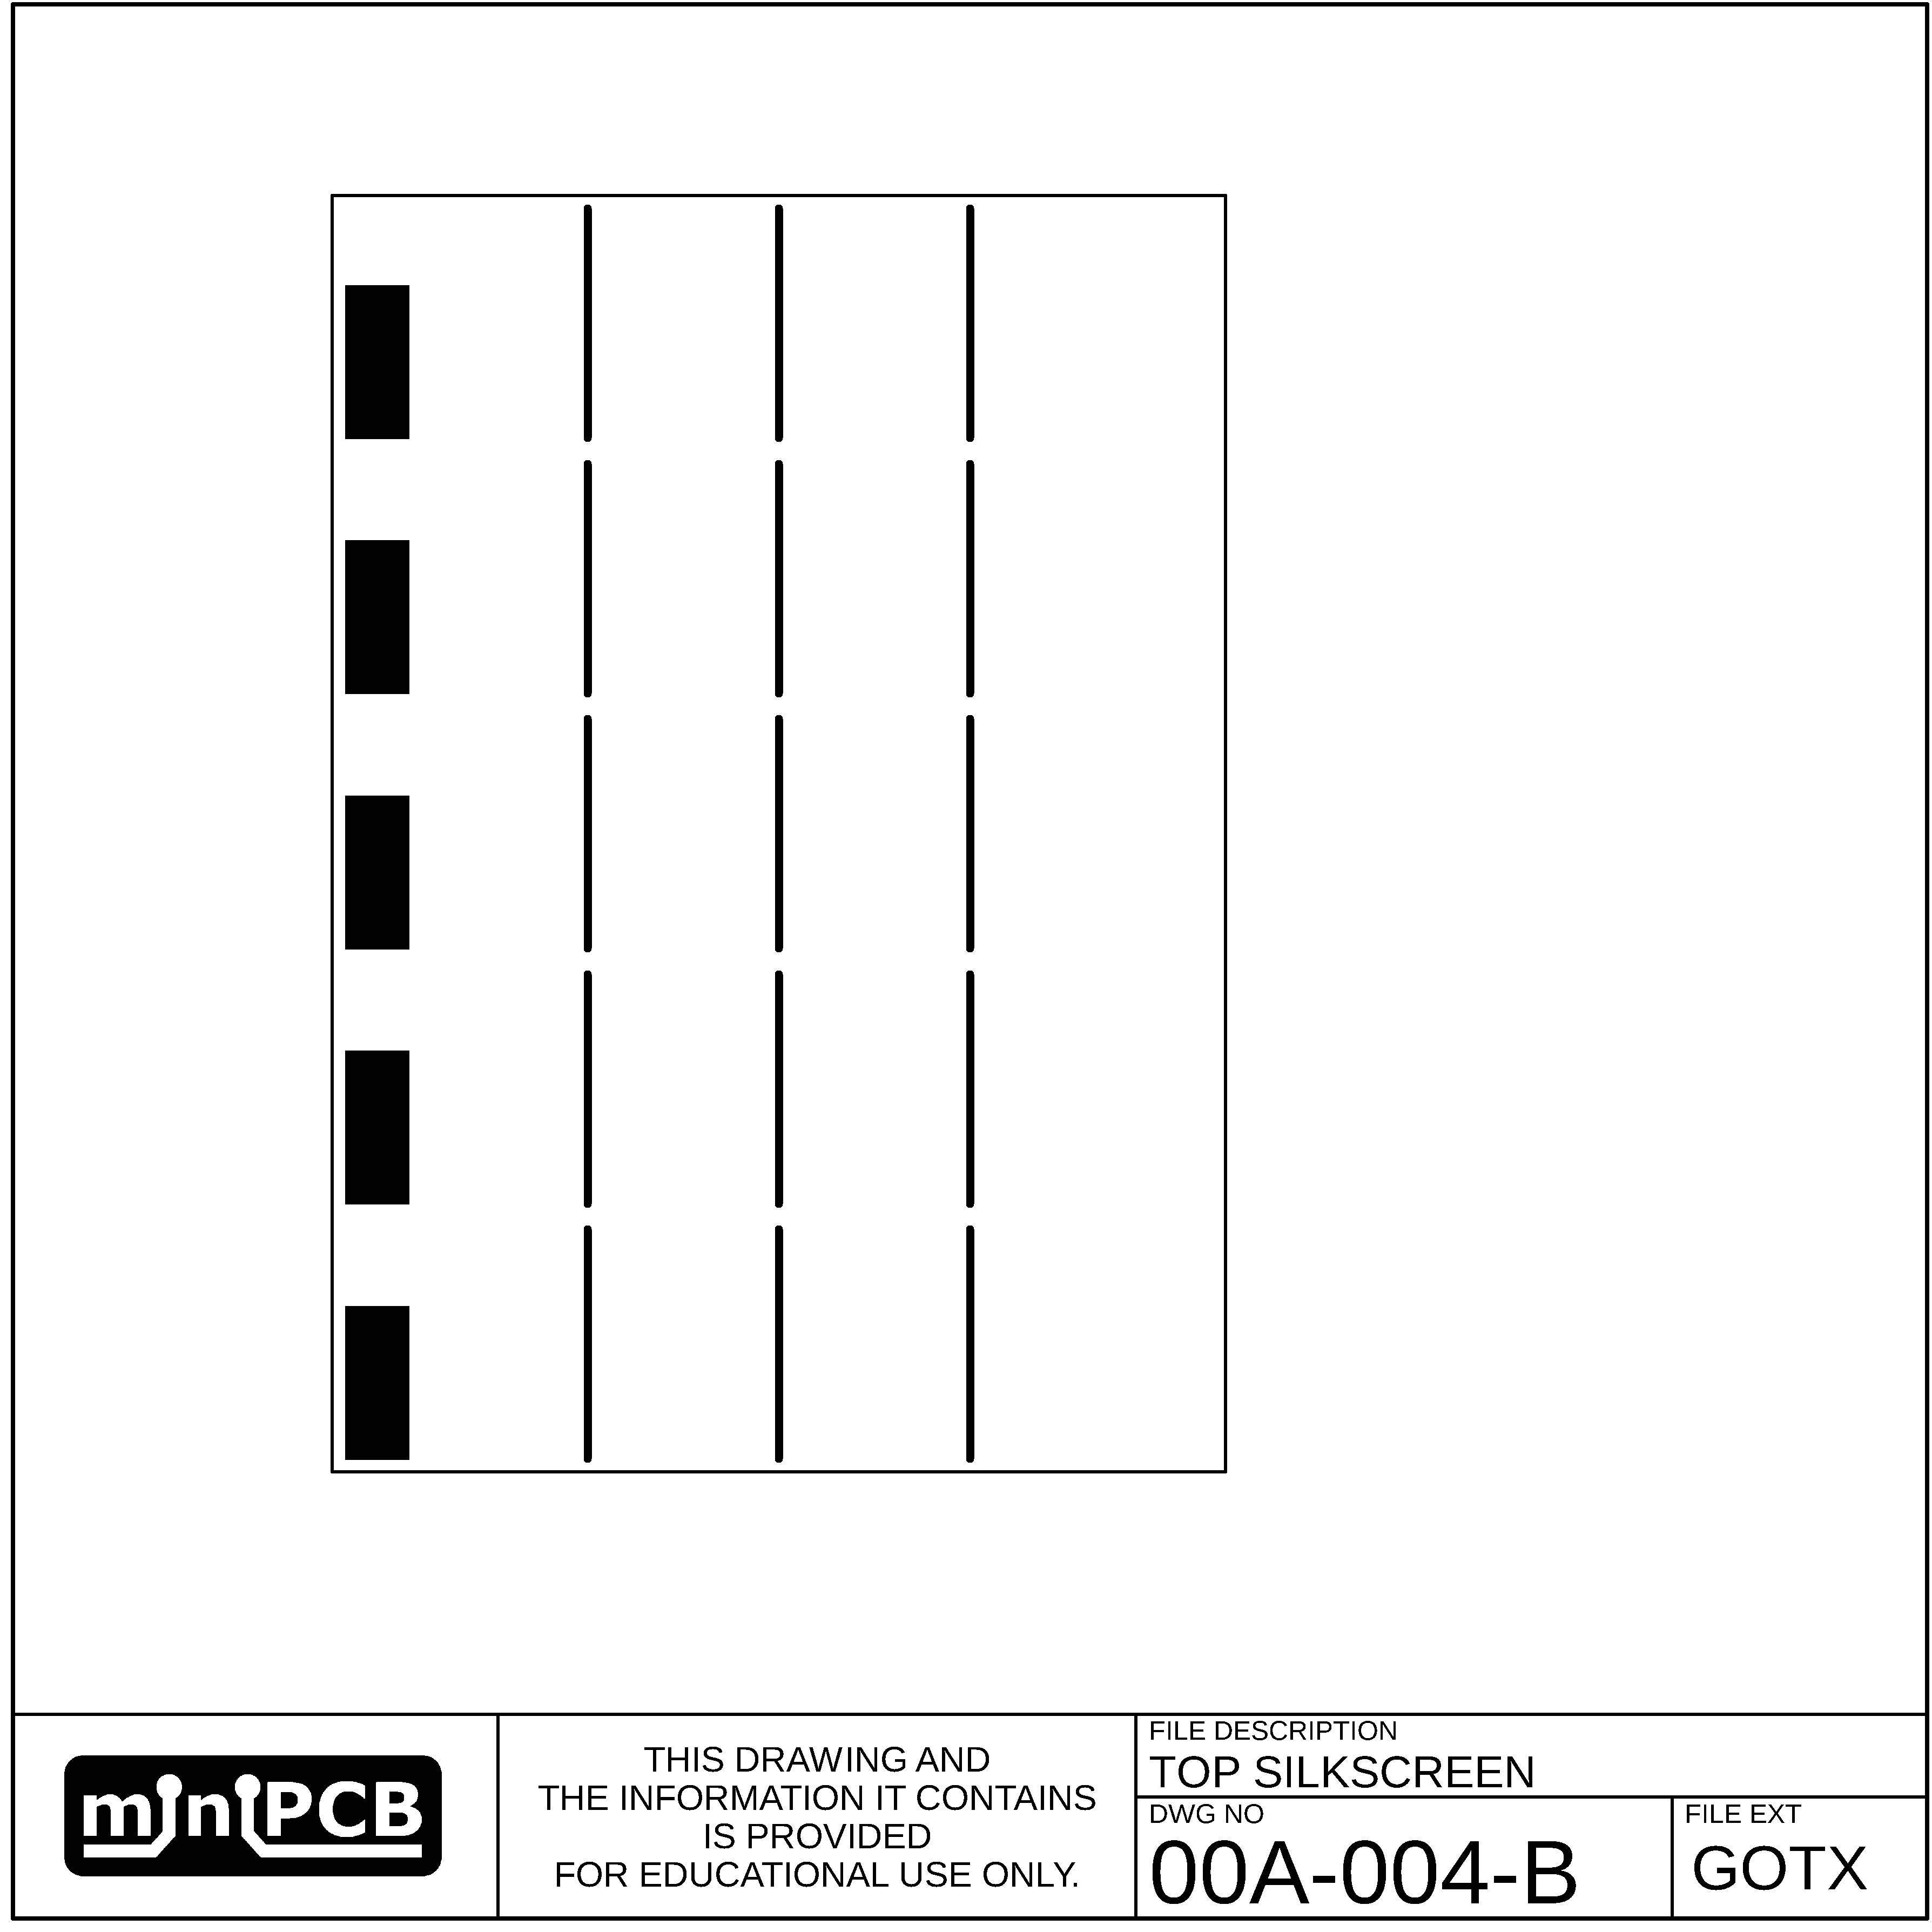 miniPCB
THIS DRAWING AND
THE INFORMATION IT CONTAINS
IS PROVIDED
FOR EDUCATIONAL USE ONLY.
FILE DESCRIPTION
TOP SILKSCREEN
DWG NO
00A-004-B
FILE EXT
GOTX